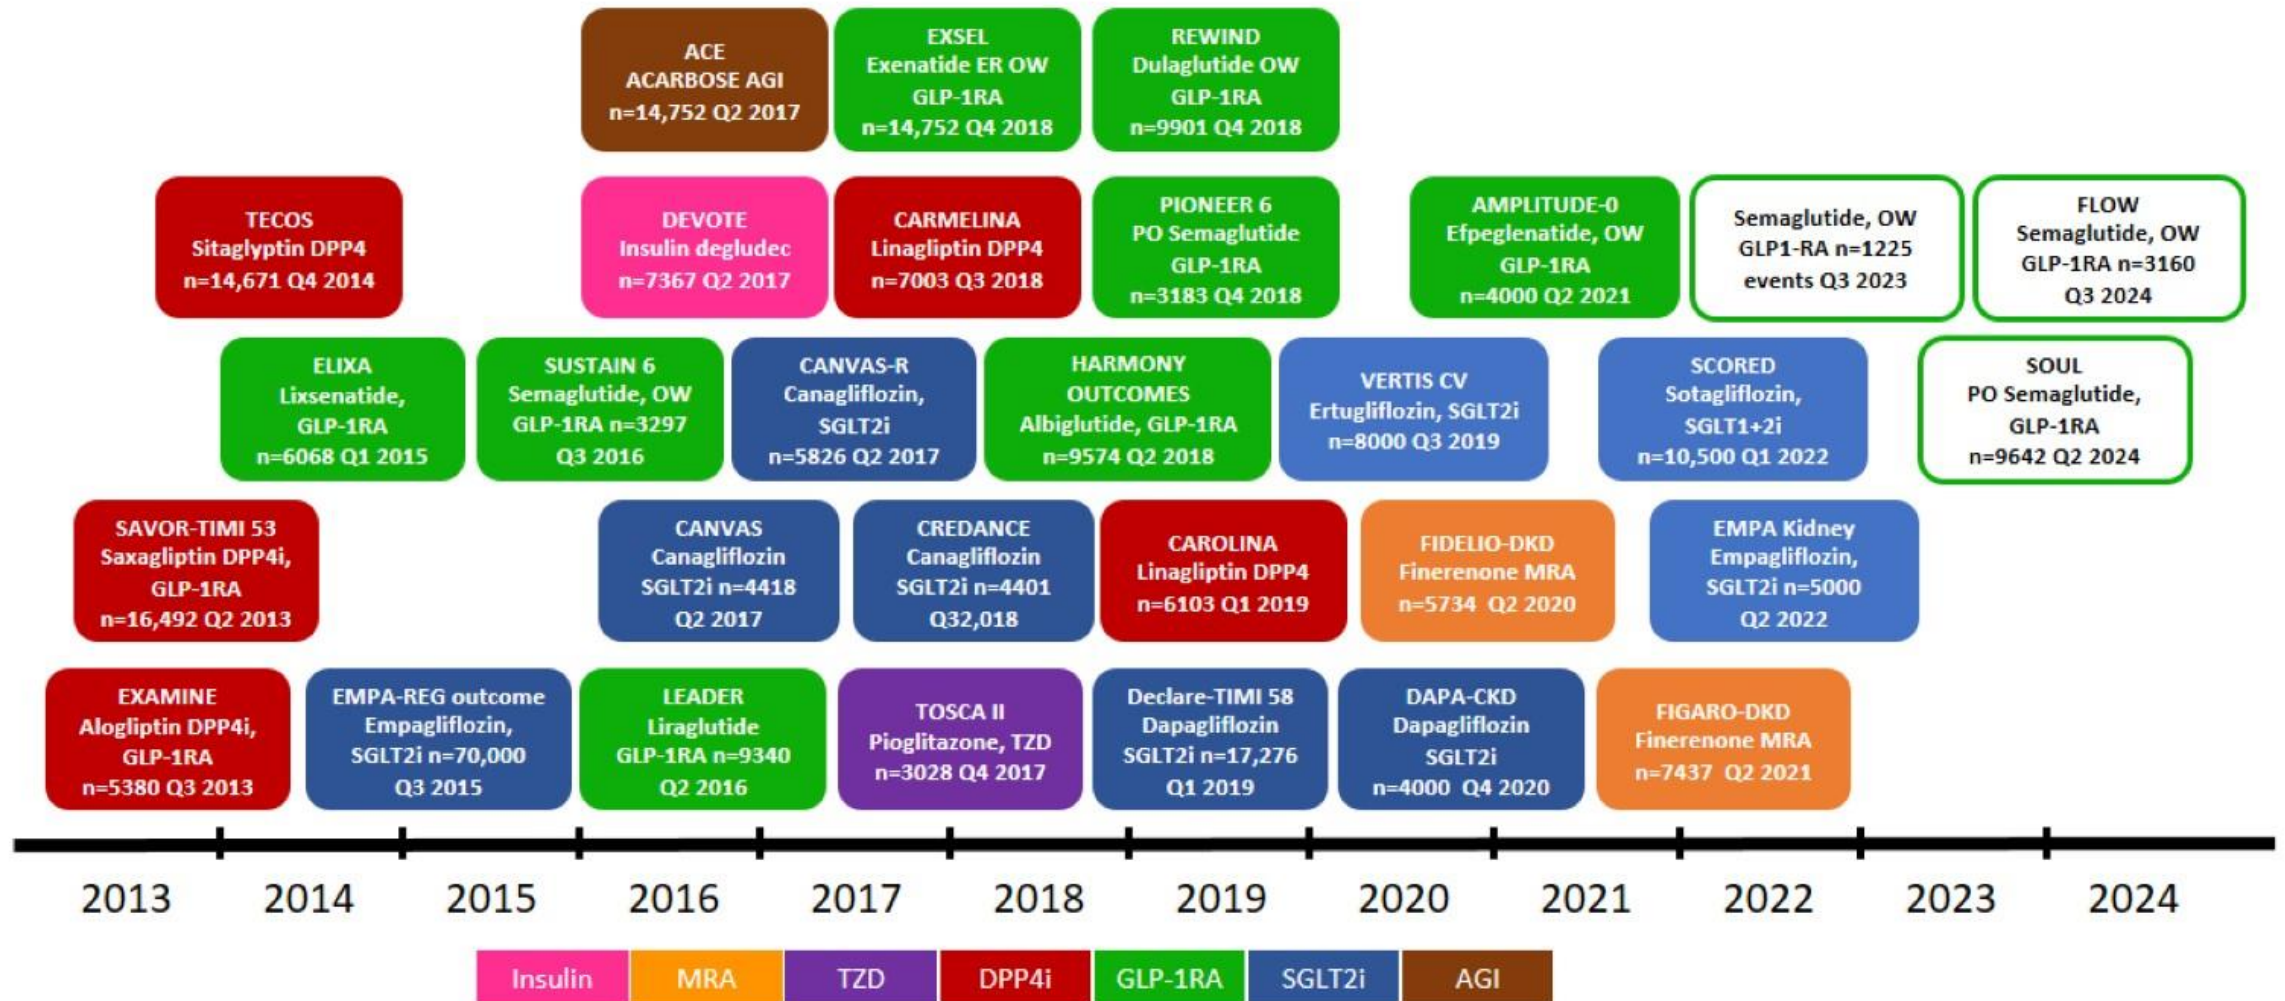 ACE
ACARBOSE AGI
n=14,752 Q2 2017
EXSEL
Exenatide ER OW
GLP-1RA
n=14,752 Q4 2018
REWIND
Dulaglutide OW
GLP-1RA
n=9901 Q4 2018
TECOS
Sitaglyptin DPP4
n=14,671 Q4 2014
DEVOTE
Insulin degludec
n=7367 Q2 2017
CARMELINA
Linagliptin DPP4
n=7003 Q3 2018
PIONEER 6
PO Semaglutide
GLP-1RA
n=3183 Q4 2018
AMPLITUDE-0
Efpeglenatide, OW
GLP-1RA
n=4000 Q2 2021
Semaglutide, OW
GLP1-RA n=1225
events Q3 2023
FLOW
Semaglutide, OW
GLP-1RA n=3160
Q3 2024
ELIXA
Lixsenatide,
GLP-1RA
n=6068 Q1 2015
SUSTAIN 6
Semaglutide, OW
GLP-1RA n=3297
Q3 2016
CANVAS-R
Canagliflozin,
SGLT2i
n=5826 Q2 2017
HARMONY
OUTCOMES
Albiglutide, GLP-1RA
n=9574 Q2 2018
VERTIS CV
Ertugliflozin, SGLT2i
n=8000 Q3 2019
SCORED
Sotagliflozin,
SGLT1+2i
n=10,500 Q1 2022
SOUL
PO Semaglutide,
GLP-1RA
n=9642 Q2 2024
SAVOR-TIMI 53
Saxagliptin DPP4i,
GLP-1RA
n=16,492 Q2 2013
CANVAS
Canagliflozin
SGLT2i n=4418
Q2 2017
CREDANCE
Canagliflozin
SGLT2i n=4401
Q32,018
CAROLINA
Linagliptin DPP4
n=6103 Q1 2019
FIDELIO-DKD
Finerenone MRA
n=5734 Q2 2020
EMPA Kidney
Empagliflozin,
SGLT2i n=5000
Q2 2022
EXAMINE
Alogliptin DPP4i,
GLP-1RA
n=5380 Q3 2013
EMPA-REG outcome
Empagliflozin,
SGLT2i n=70,000
Q3 2015
LEADER
Liraglutide
GLP-1RA n=9340
Q2 2016
TOSCA II
Pioglitazone, TZD
n=3028 Q4 2017
Declare-TIMI 58
Dapagliflozin
SGLT2i n=17,276
Q1 2019
DAPA-CKD
Dapagliflozin
SGLT2i
n=4000 Q4 2020
FIGARO-DKD
Finerenone MRA
n=7437 Q2 2021
2013 2014 2015 2016 2017 2018 2019 2020 2021 2022 2023 2024
Insulin MRA TZD DPP4i GLP-1RA SGLT2i AGI